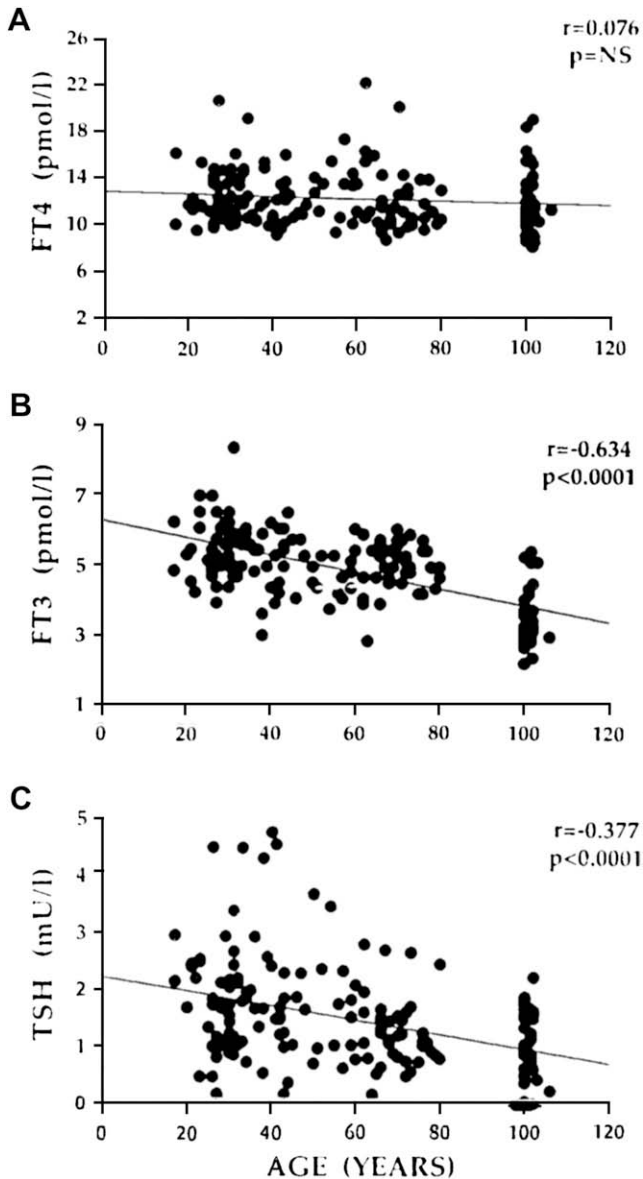 A
r=0.076
p=NS
FT4 (pmol/l)
26
22
18
14
10
6
2
0 20 40 60 80 100 120
B
r=-0.634
p<0.0001
FT3 (pmol/l)
9
7
5
3
1
0 20 40 60 80 100 120
C
r=-0.377
p<0.0001
TSH (mU/l)
5
4
3
2
1
0
0 20 40 60 80 100 120
AGE (YEARS)